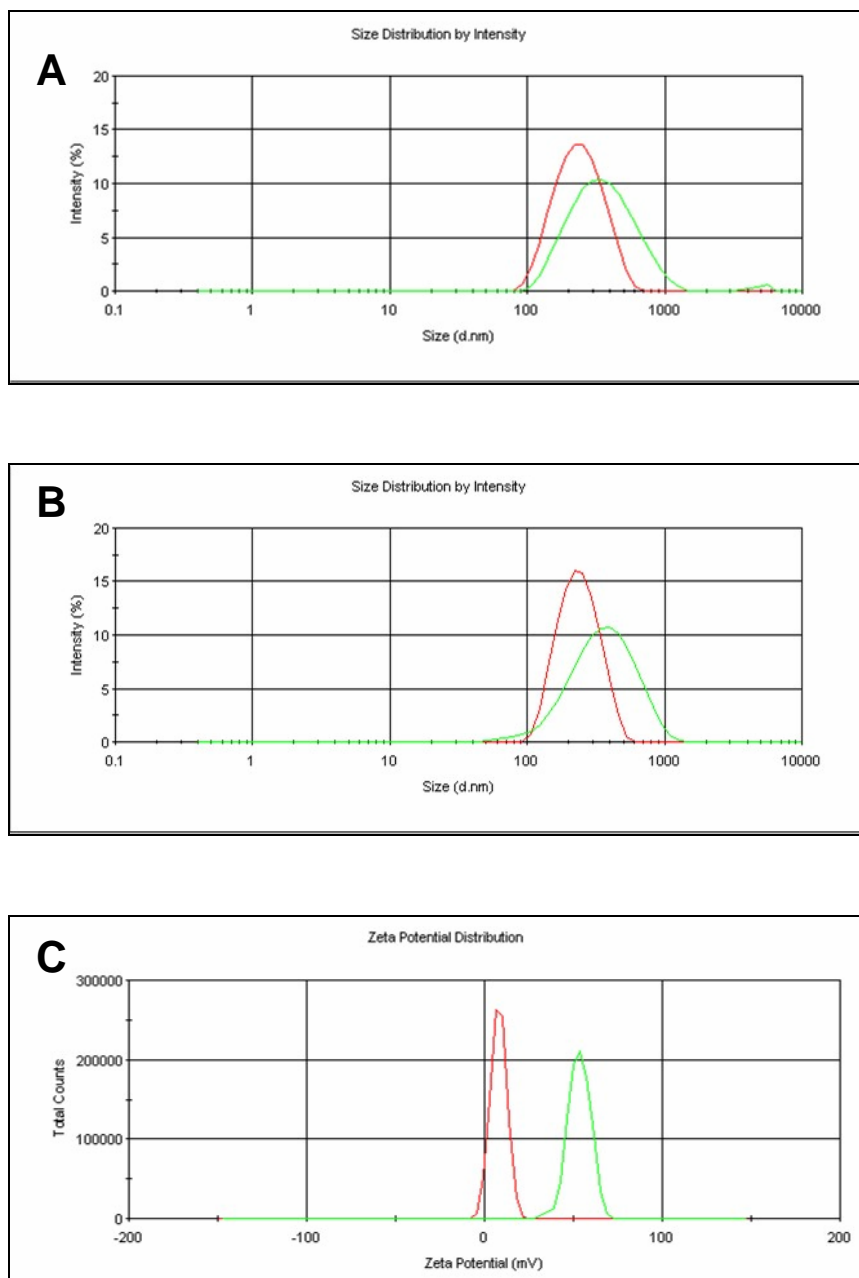 Size Distribution by Intensity
A
20
15
10
5
0
Intensity (%)
0.1 1 10 100 1000 10000
Size (d.nm)
Size Distribution by Intensity
B
20
15
10
5
0
Intensity (%)
0.1 1 10 100 1000 10000
Size (d.nm)
Zeta Potential Distribution
C
300000
200000
100000
0
Total Counts
-200 -100 0 100 200
Zeta Potential (mV)